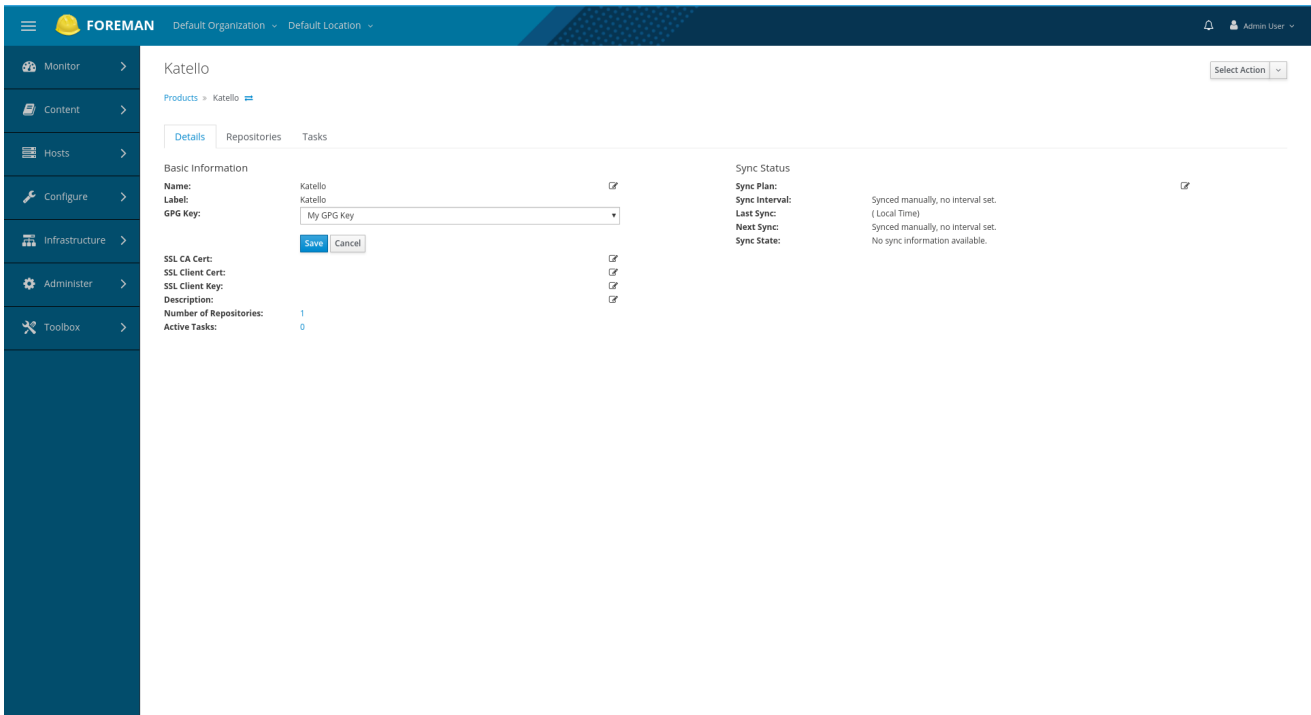 FOREMAN Default Organization Default Location Admin User
Monitor
Content
Hosts
Configure
Infrastructure
Administer
Toolbox
Katello
Select Action
Products » Katello
Details Repositories Tasks
Basic Information
Name: Katello
Label: Katello
GPG Key: My GPG Key
Save Cancel
SSL CA Cert:
SSL Client Cert:
SSL Client Key:
Description:
Number of Repositories: 1
Active Tasks: 0
Sync Status
Sync Plan:
Sync Interval: Synced manually, no interval set.
Last Sync: ( Local Time)
Next Sync: Synced manually, no interval set.
Sync State: No sync information available.